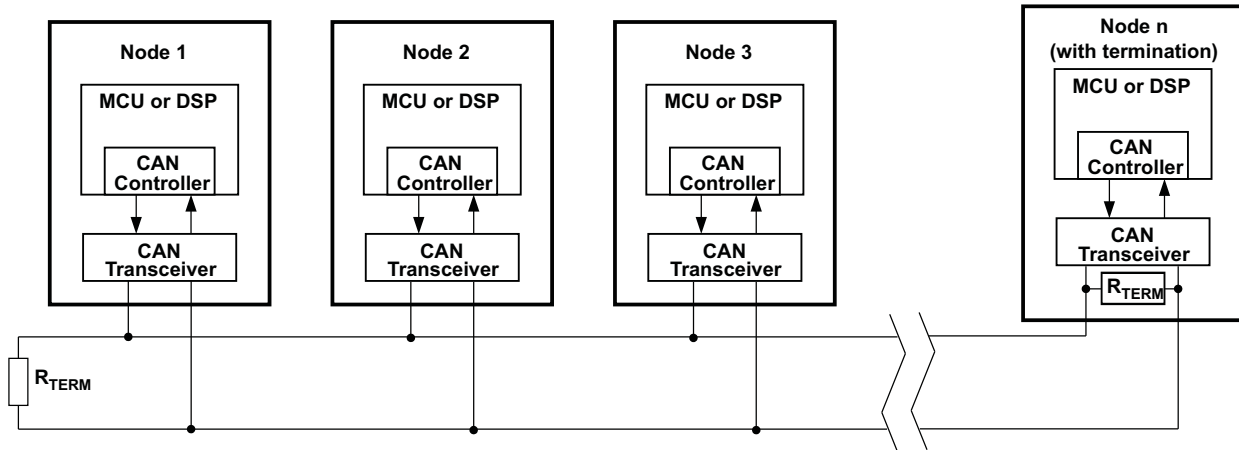 Node 1
MCU or DSP
CAN
Controller
CAN
Transceiver
Node 2
MCU or DSP
CAN
Controller
CAN
Transceiver
Node 3
MCU or DSP
CAN
Controller
CAN
Transceiver
Node n
(with termination)
MCU or DSP
CAN
Controller
CAN
Transceiver
RTERM
RTERM